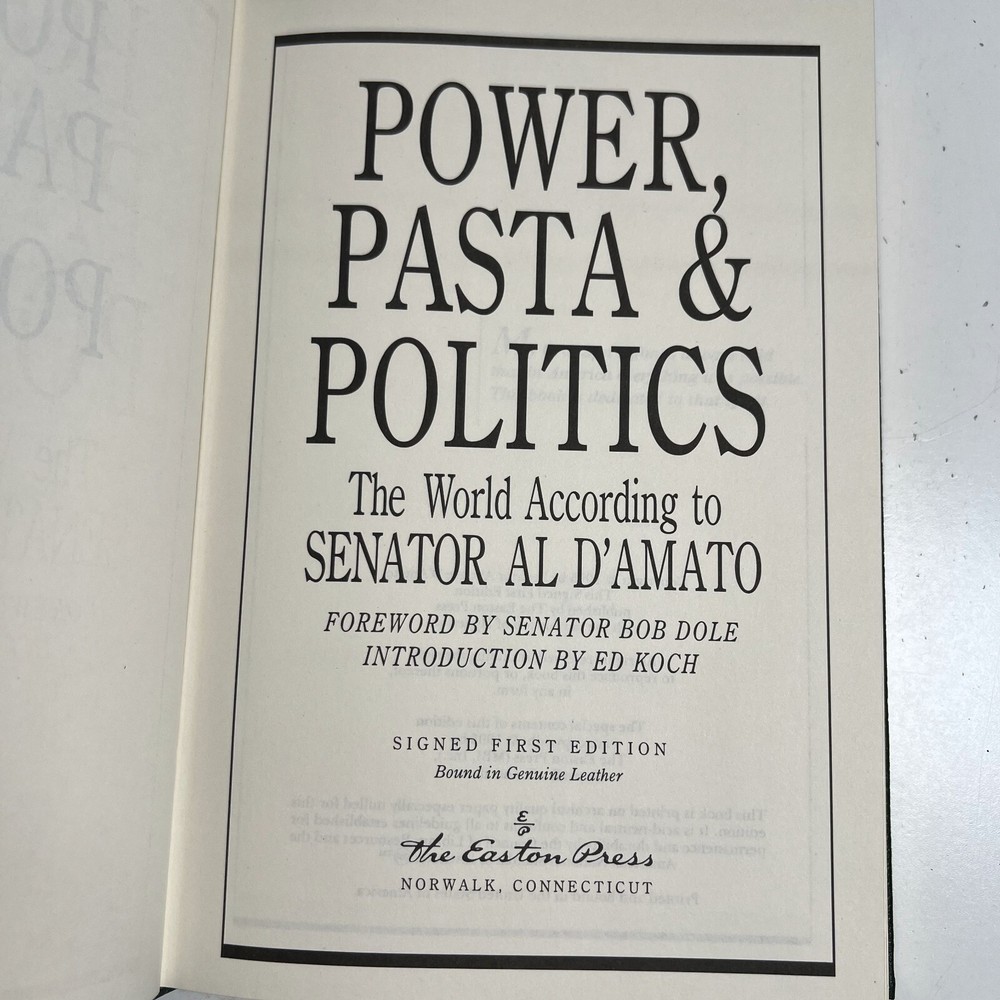 POWER,
PASTA &
POLITICS
The World According to
SENATOR AL D'AMATO
FOREWORD BY SENATOR BOB DOLE
INTRODUCTION BY ED KOCH
SIGNED FIRST EDITION
Bound in Genuine Leather
E
P
The Easton Press
NORWALK, CONNECTICUT